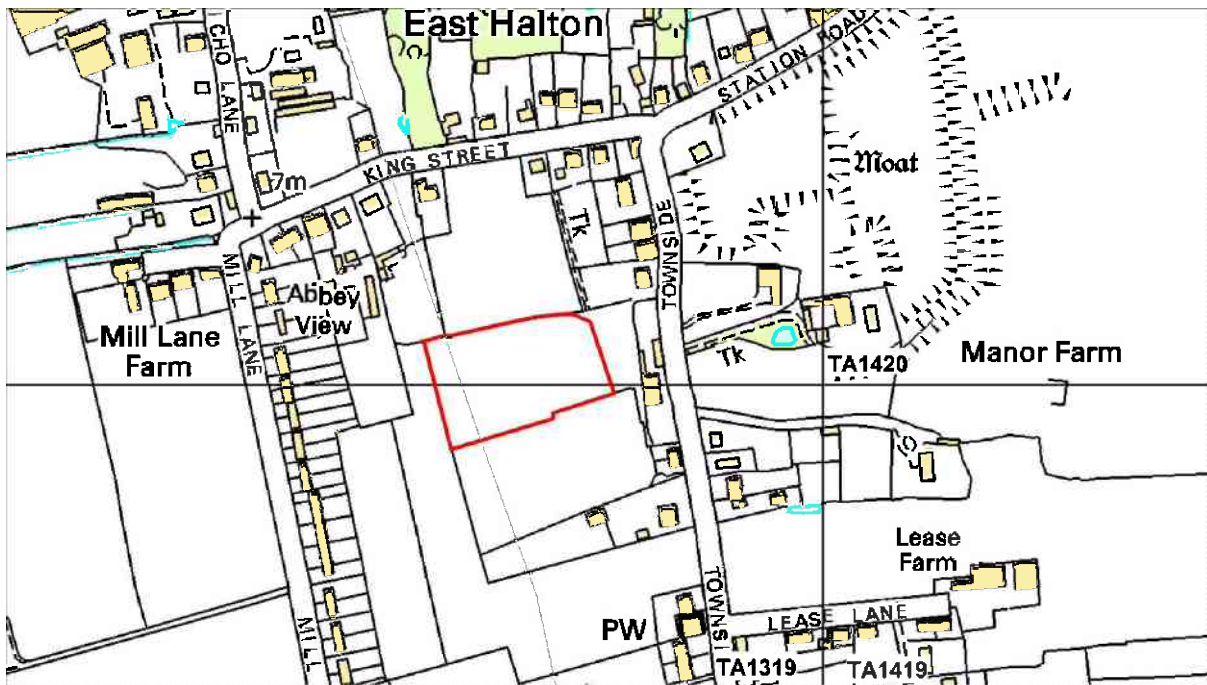 East Halton
CHO LANE
STATION ROAD
KING STREET
7m
Moat
Tk
TOWNSIDE
MILL LANE
Abbey
View
Mill Lane
Farm
Tk
TA1420
Manor Farm
Lease
Farm
PW
TOWNSI
LEASE LANE
MILL
TA1319
TA1419